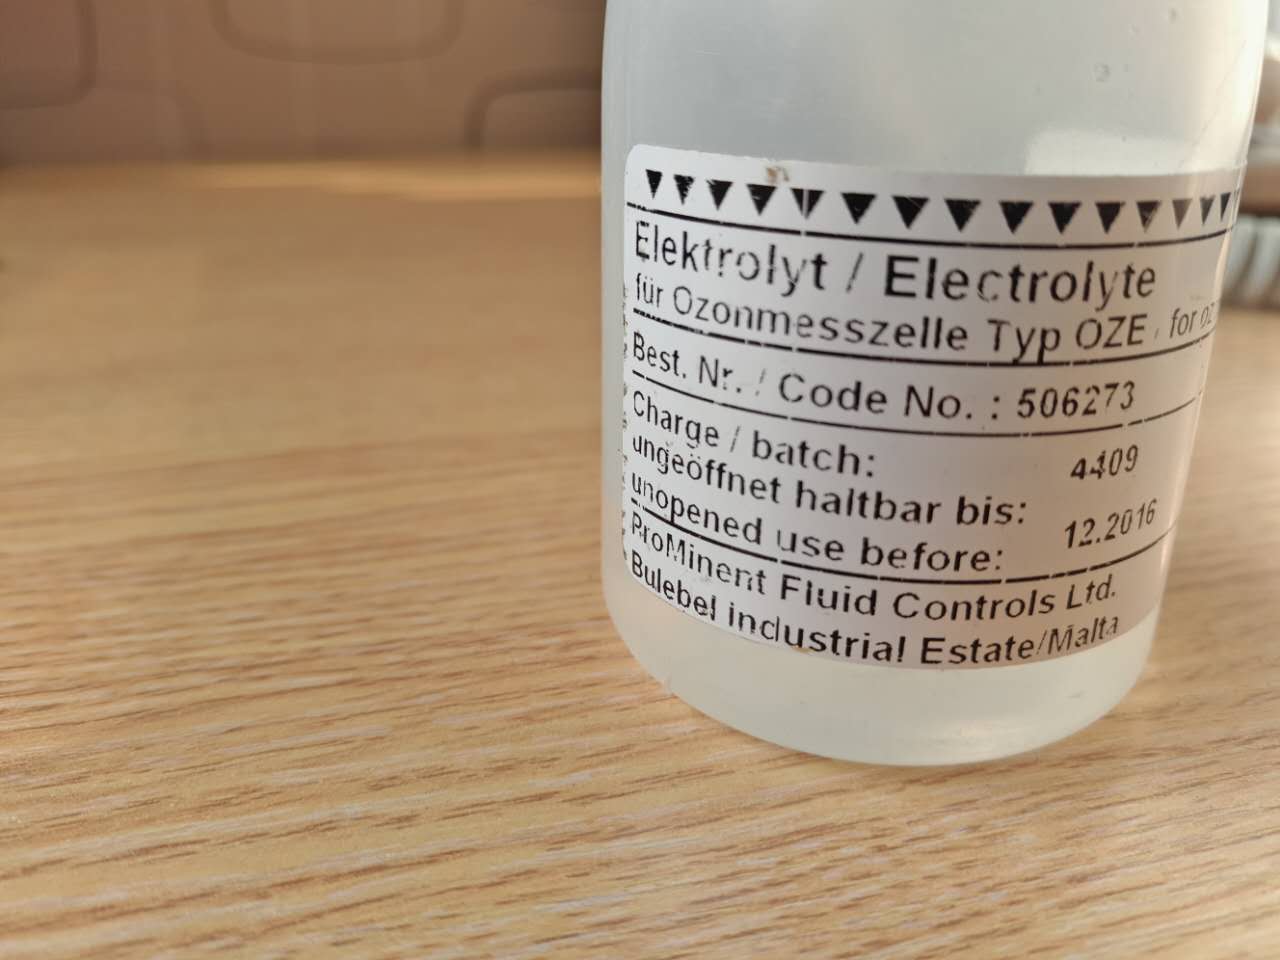 Elektrolyt / Electrolyte
für Ozonmesszelle Typ OZE , for
Best. Nr. / Code No. : 506273
Charge / batch: 4409
ungeöffnet haltbar bis:
unopened use before: 12.2016
ProMinent Fluid Controls Ltd.
Bulebel industrial Estate/Malta